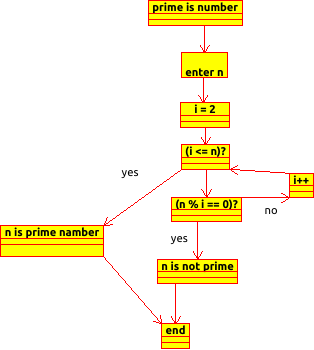 prime is number
enter n
i = 2
(i <= n)?
yes
i++
(n % i == 0)?
no
n is prime namber
yes
n is not prime
end